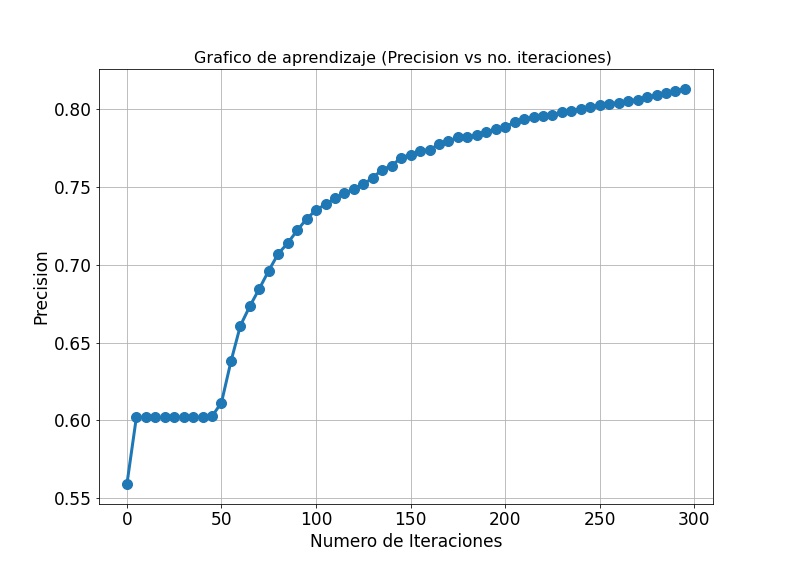 Grafico de aprendizaje (Precision vs no. iteraciones)
Precision
0.80
0.75
0.70
0.65
0.60
0.55
0 50 100 150 200 250 300
Numero de Iteraciones